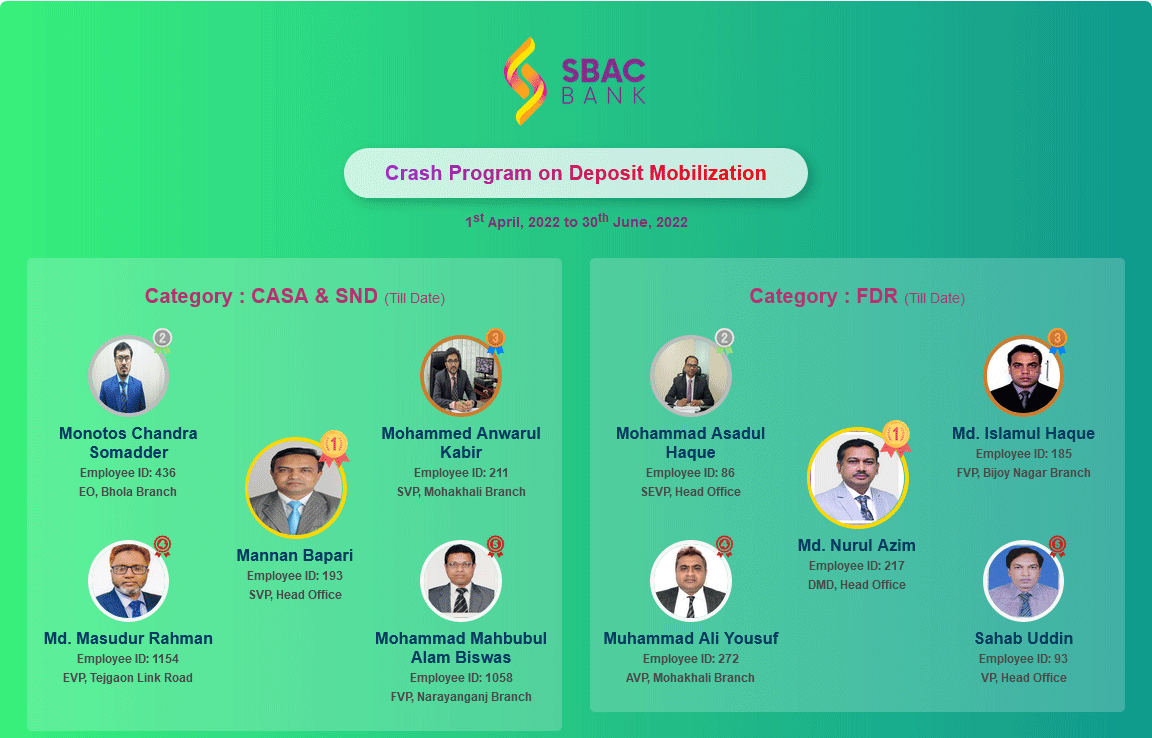 SBAC
BANK
Crash Program on Deposit Mobilization
1st April, 2022 to 30th June, 2022
Category : CASA & SND (Till Date)
2
Monotos Chandra
Somadder
Employee ID: 436
EO, Bhola Branch
3
Mohammed Anwarul
Kabir
Employee ID: 211
SVP, Mohakhali Branch
1
Mannan Bapari
Employee ID: 193
SVP, Head Office
4
Md. Masudur Rahman
Employee ID: 1154
EVP, Tejgaon Link Road
5
Mohammad Mahbubul
Alam Biswas
Employee ID: 1058
FVP, Narayanganj Branch
Category : FDR (Till Date)
2
Mohammad Asadul
Haque
Employee ID: 86
SEVP, Head Office
3
Md. Islamul Haque
Employee ID: 185
FVP, Bijoy Nagar Branch
1
Md. Nurul Azim
Employee ID: 217
DMD, Head Office
4
Muhammad Ali Yousuf
Employee ID: 272
AVP, Mohakhali Branch
5
Sahab Uddin
Employee ID: 93
VP, Head Office